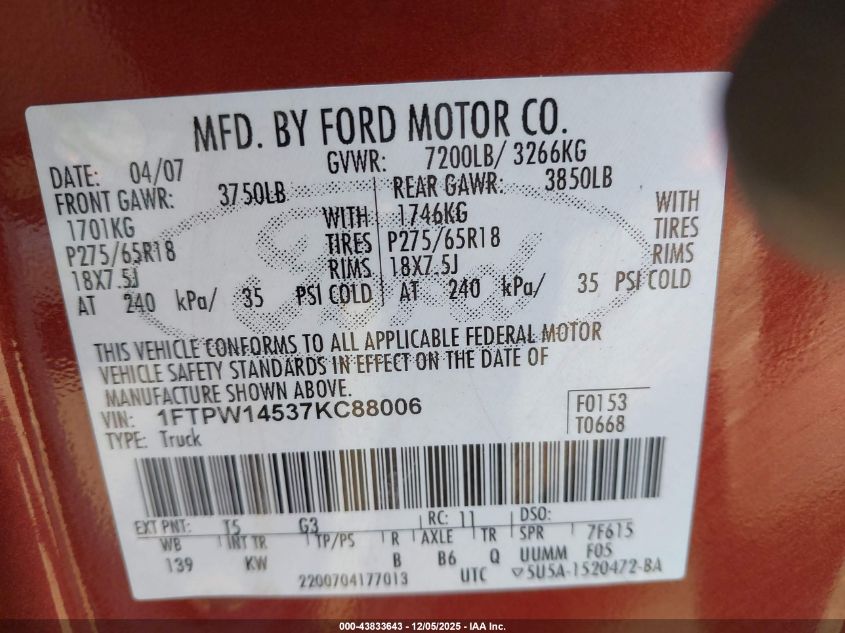 MFD. BY FORD MOTOR CO.
DATE: 04/07 GVWR: 7200LB/ 3266KG
FRONT GAWR: 3750LB REAR GAWR: 3850LB
1701KG WITH 1746KG WITH
P275/65R18 TIRES P275/65R18 TIRES
18X7.5J RIMS 18X7.5J RIMS
AT 240 kPa/ 35 PSI COLD AT 240 kPa/ 35 PSI COLD
THIS VEHICLE CONFORMS TO ALL APPLICABLE FEDERAL MOTOR
VEHICLE SAFETY STANDARDS IN EFFECT ON THE DATE OF
MANUFACTURE SHOWN ABOVE.
VIN: 1FTPW14537KC88006 F0153
TYPE: Truck T0668
EXT PNT: T5 G3 RC: 11 DSO:
WB INT TR TP/PS R AXLE TR SPR 7F615
139 KW B B6 Q UUMM F05
2200704177013 UTC ▽5U5A-1520472-BA
000-43833643 - 12/05/2025 - IAA Inc.